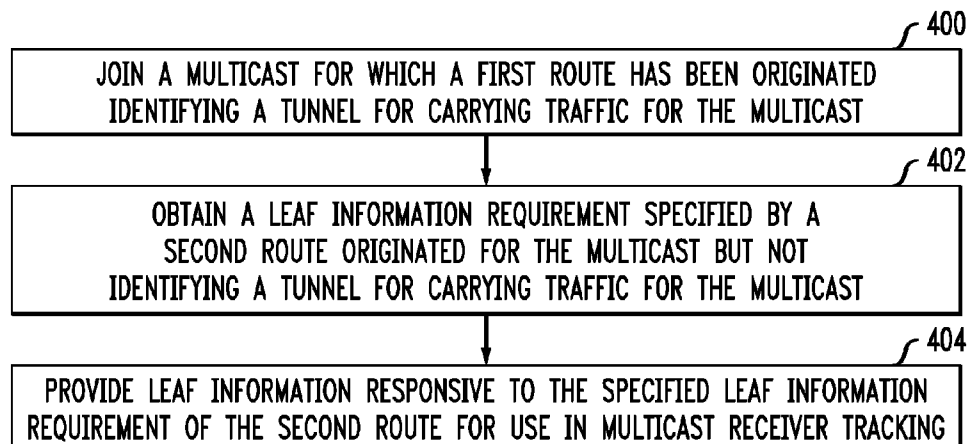 400
JOIN A MULTICAST FOR WHICH A FIRST ROUTE HAS BEEN ORIGINATED
IDENTIFYING A TUNNEL FOR CARRYING TRAFFIC FOR THE MULTICAST
402
OBTAIN A LEAF INFORMATION REQUIREMENT SPECIFIED BY A
SECOND ROUTE ORIGINATED FOR THE MULTICAST BUT NOT
IDENTIFYING A TUNNEL FOR CARRYING TRAFFIC FOR THE MULTICAST
404
PROVIDE LEAF INFORMATION RESPONSIVE TO THE SPECIFIED LEAF INFORMATION
REQUIREMENT OF THE SECOND ROUTE FOR USE IN MULTICAST RECEIVER TRACKING